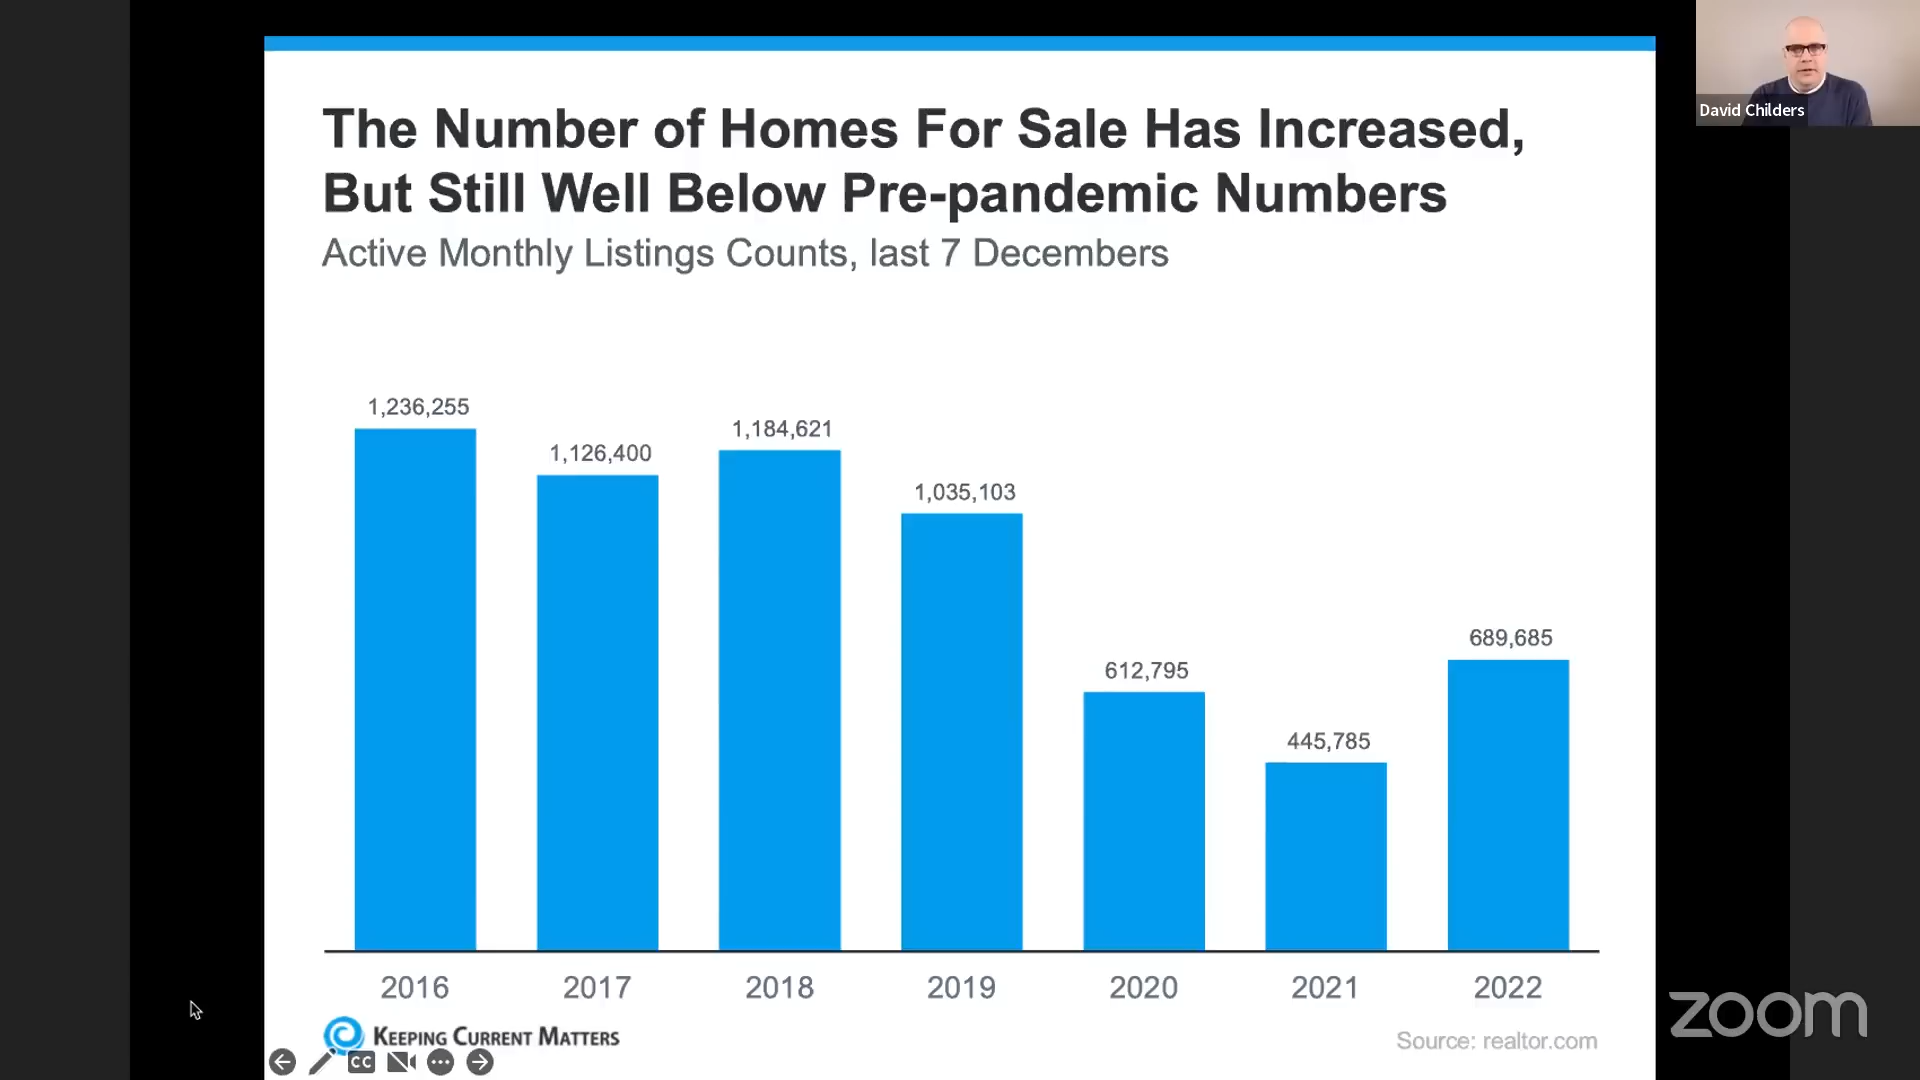 David Childers
The Number of Homes For Sale Has Increased,
But Still Well Below Pre-pandemic Numbers
Active Monthly Listings Counts, last 7 Decembers
1,236,255
1,126,400
1,184,621
1,035,103
612,795
445,785
689,685
2016 2017 2018 2019 2020 2021 2022
KEEPING CURRENT MATTERS
Source: realtor.com
CC
zoom